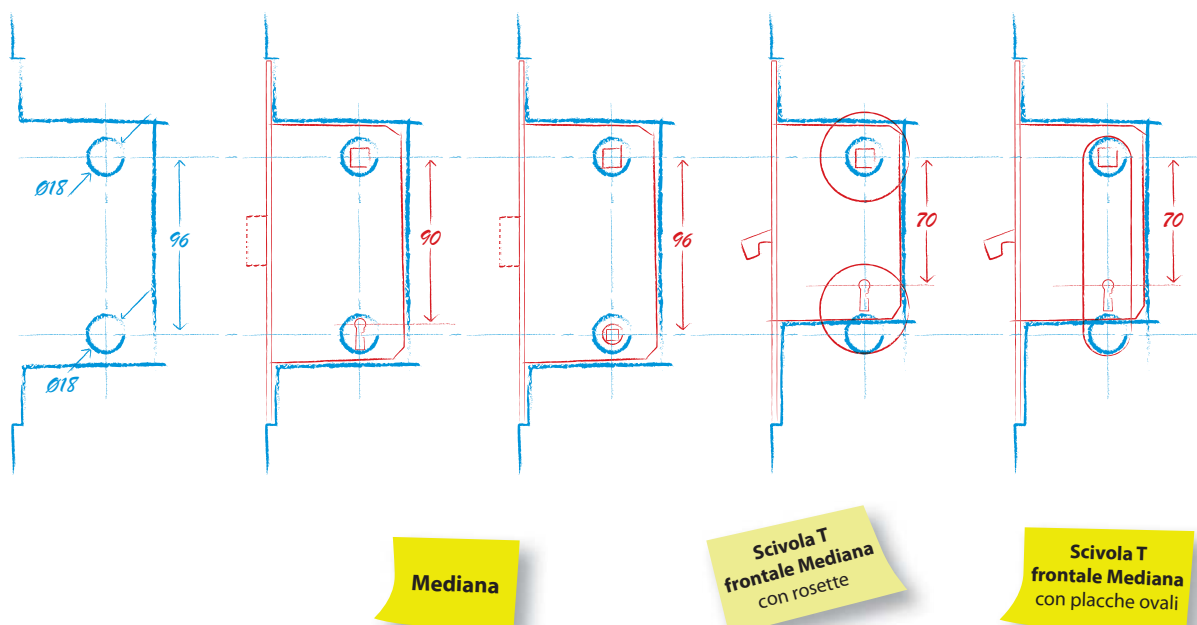 Ø18
96
Ø18
90
96
70
70
Mediana
Scivola T
frontale Mediana
con rosette
Scivola T
frontale Mediana
con placche ovali